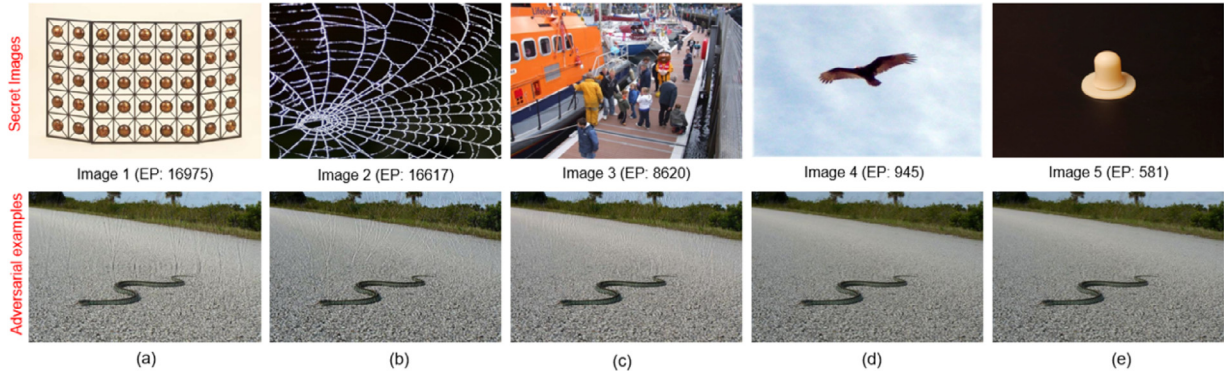 Secret Images
Image 1 (EP: 16975)
Image 2 (EP: 16617)
Image 3 (EP: 8620)
Image 4 (EP: 945)
Image 5 (EP: 581)
Adversarial examples
(a)
(b)
(c)
(d)
(e)